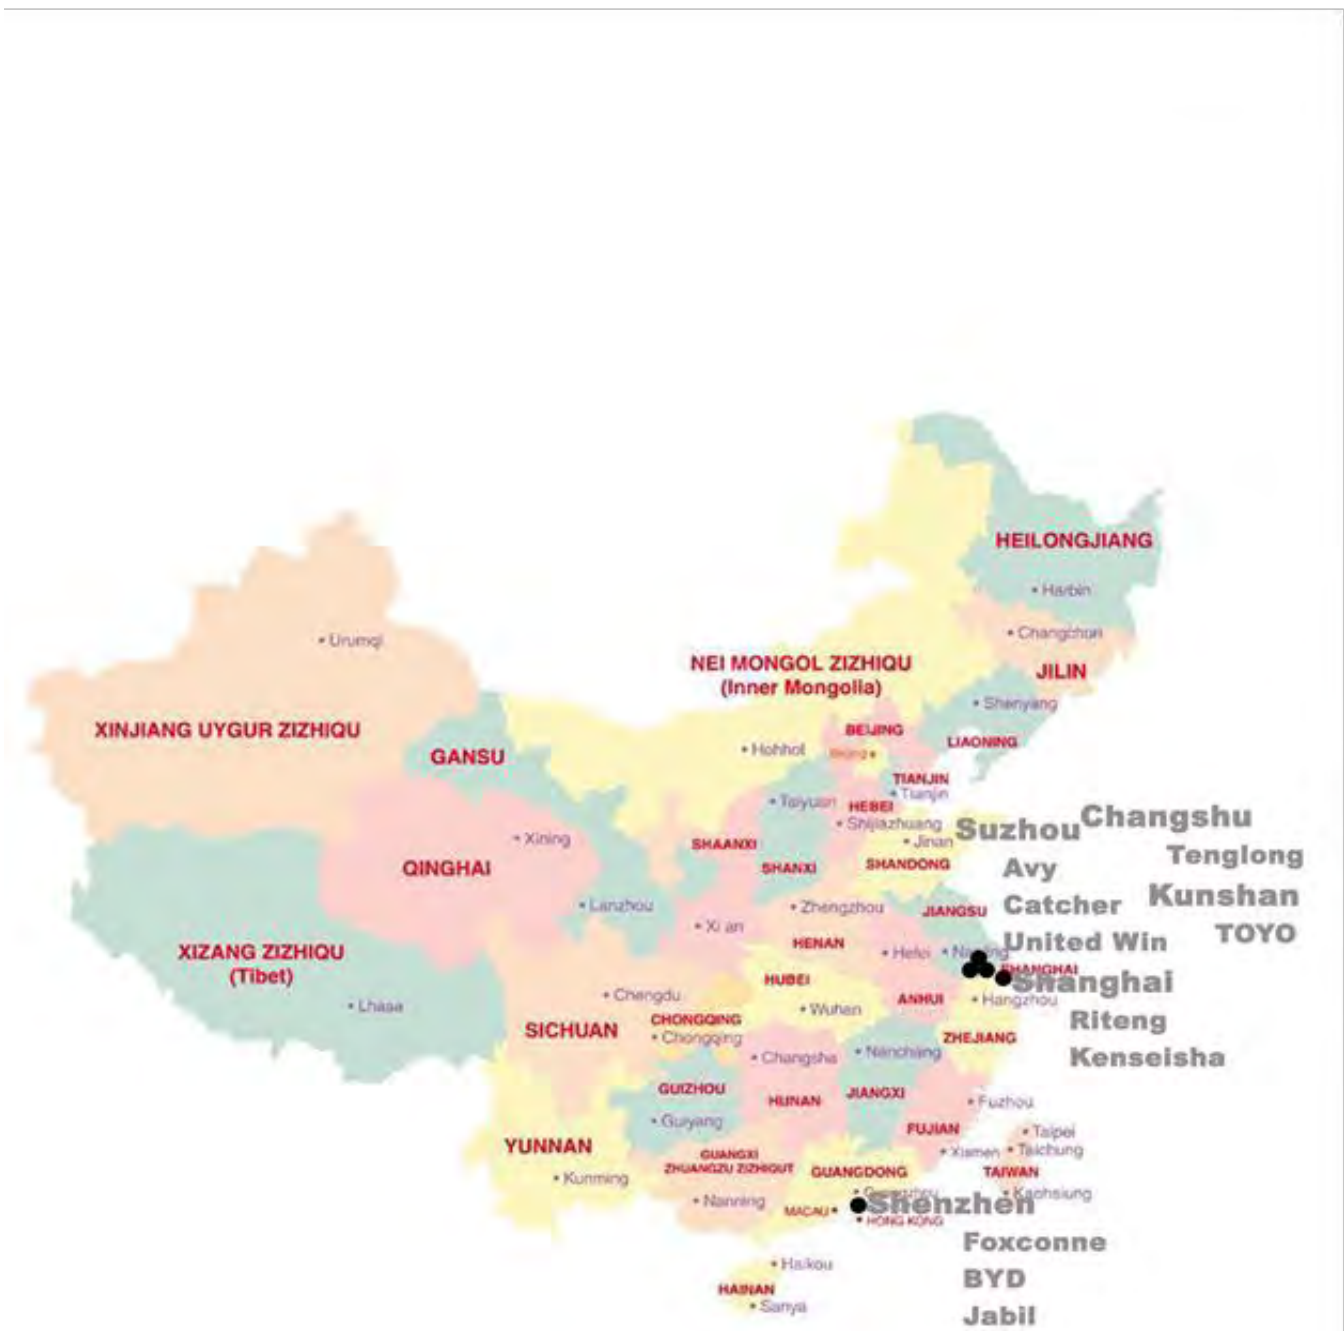 HEILONGJIANG
• Harbin
• Changchun
• Urumqi
NEI MONGOL ZIZHIQU
(Inner Mongolia)
JILIN
• Shenyang
XINJIANG UYGUR ZIZHIQU
BEIJING
LIAONING
• Hohhot
Beijing •
GANSU
TIANJIN
• Tianjin
• Taiyuan
HEBEI
• Shijiazhuang
Suzhou
Changshu
• Xining
SHAANXI
• Jinan
Tenglong
QINGHAI
SHANXI
SHANDONG
Avy
Kunshan
• Lanzhou
• Zhengzhou
JIANGSU
Catcher
• Xi an
TOYO
HENAN
United Win
XIZANG ZIZHIQU
(Tibet)
• Hefei
• Nanjing
SHANGHAI
HUBEI
Shanghai
• Chengdu
ANHUI
• Hangzhou
• Lhasa
• Wuhan
SICHUAN
CHONGQING
• Chongqing
Riteng
ZHEJIANG
• Changsha
• Nanchang
Kenseisha
GUIZHOU
HUNAN
JIANGXI
• Fuzhou
• Guiyang
FUJIAN
• Taipei
YUNNAN
GUANGXI
ZHUANGZU ZIZHIQUT
• Xiamen
• Taichung
• Kunming
GUANGDONG
TAIWAN
• Guangzhou
• Kaohsiung
• Nanning
MACAU •
Shenzhen
• HONG KONG
Foxconne
• Haikou
BYD
HAINAN
• Sanya
Jabil